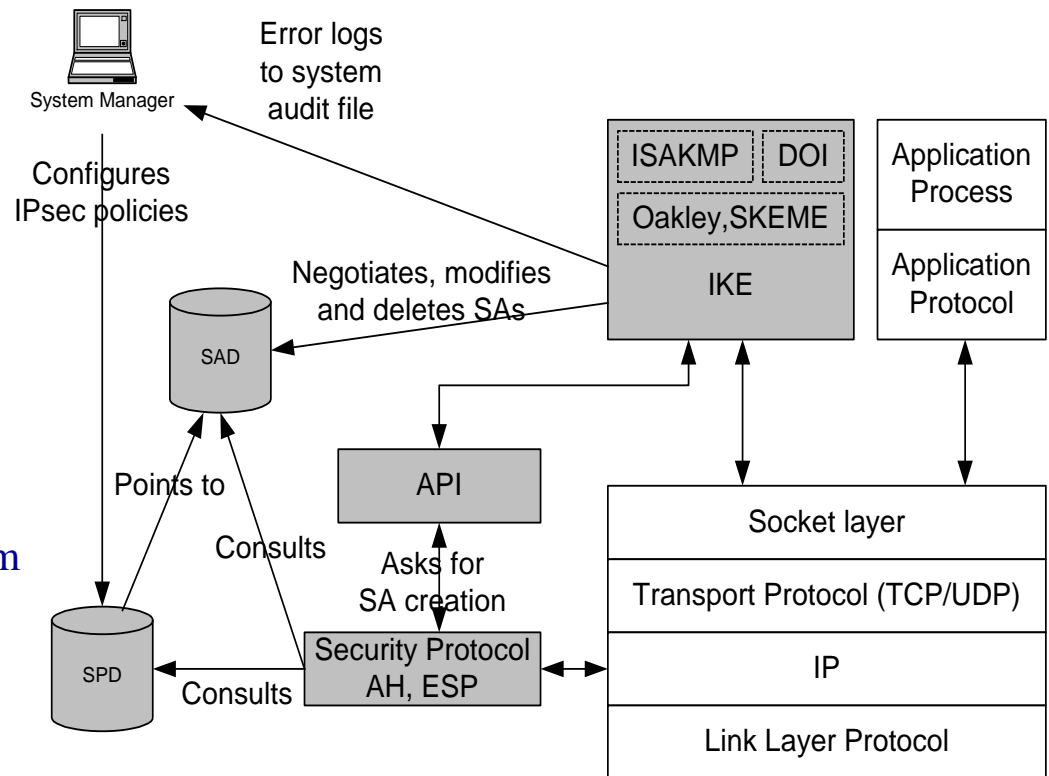 System Manager
Error logs
to system
audit file
Configures
IPsec policies
ISAKMP
DOI
Oakley,SKEME
IKE
Application
Process
Application
Protocol
Negotiates, modifies
and deletes SAs
SAD
Points to
Consults
API
Asks for
SA creation
Socket layer
Transport Protocol (TCP/UDP)
IP
Link Layer Protocol
Security Protocol
AH, ESP
Consults
SPD
m